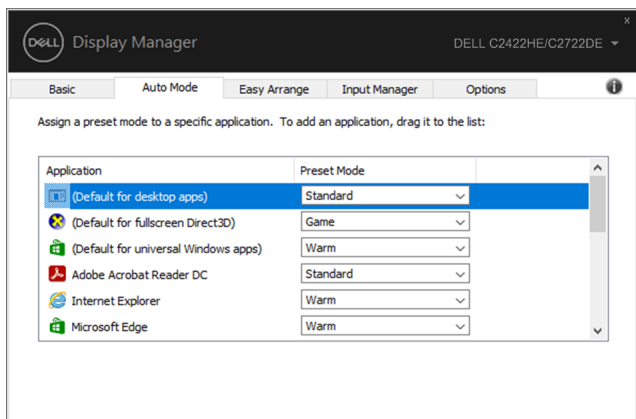 x
DELL Display Manager DELL C2422HE/C2722DE
Basic Auto Mode Easy Arrange Input Manager Options i
Assign a preset mode to a specific application. To add an application, drag it to the list:
Application Preset Mode
(Default for desktop apps) Standard
(Default for fullscreen Direct3D) Game
(Default for universal Windows apps) Warm
Adobe Acrobat Reader DC Standard
Internet Explorer Warm
Microsoft Edge Warm